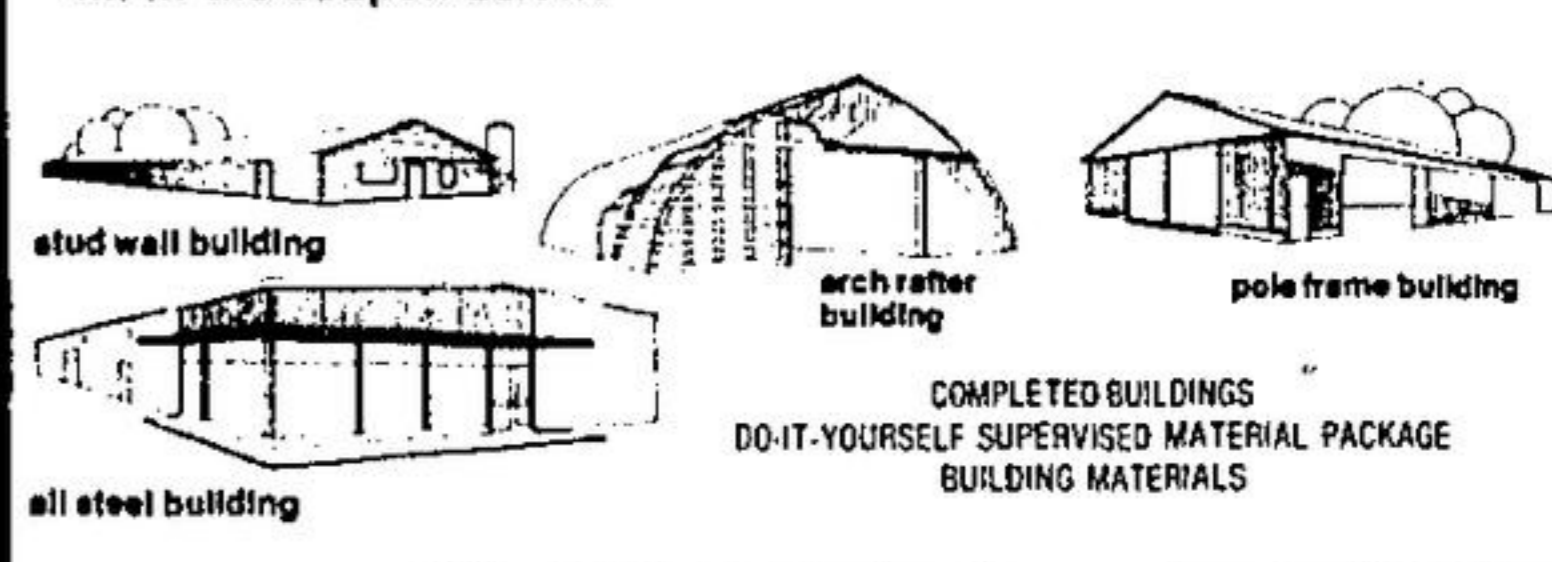 stud wall building
arch rafter
building
pole frame building
all steel building
COMPLETED BUILDINGS
DO-IT-YOURSELF SUPERVISED MATERIAL PACKAGE
BUILDING MATERIALS